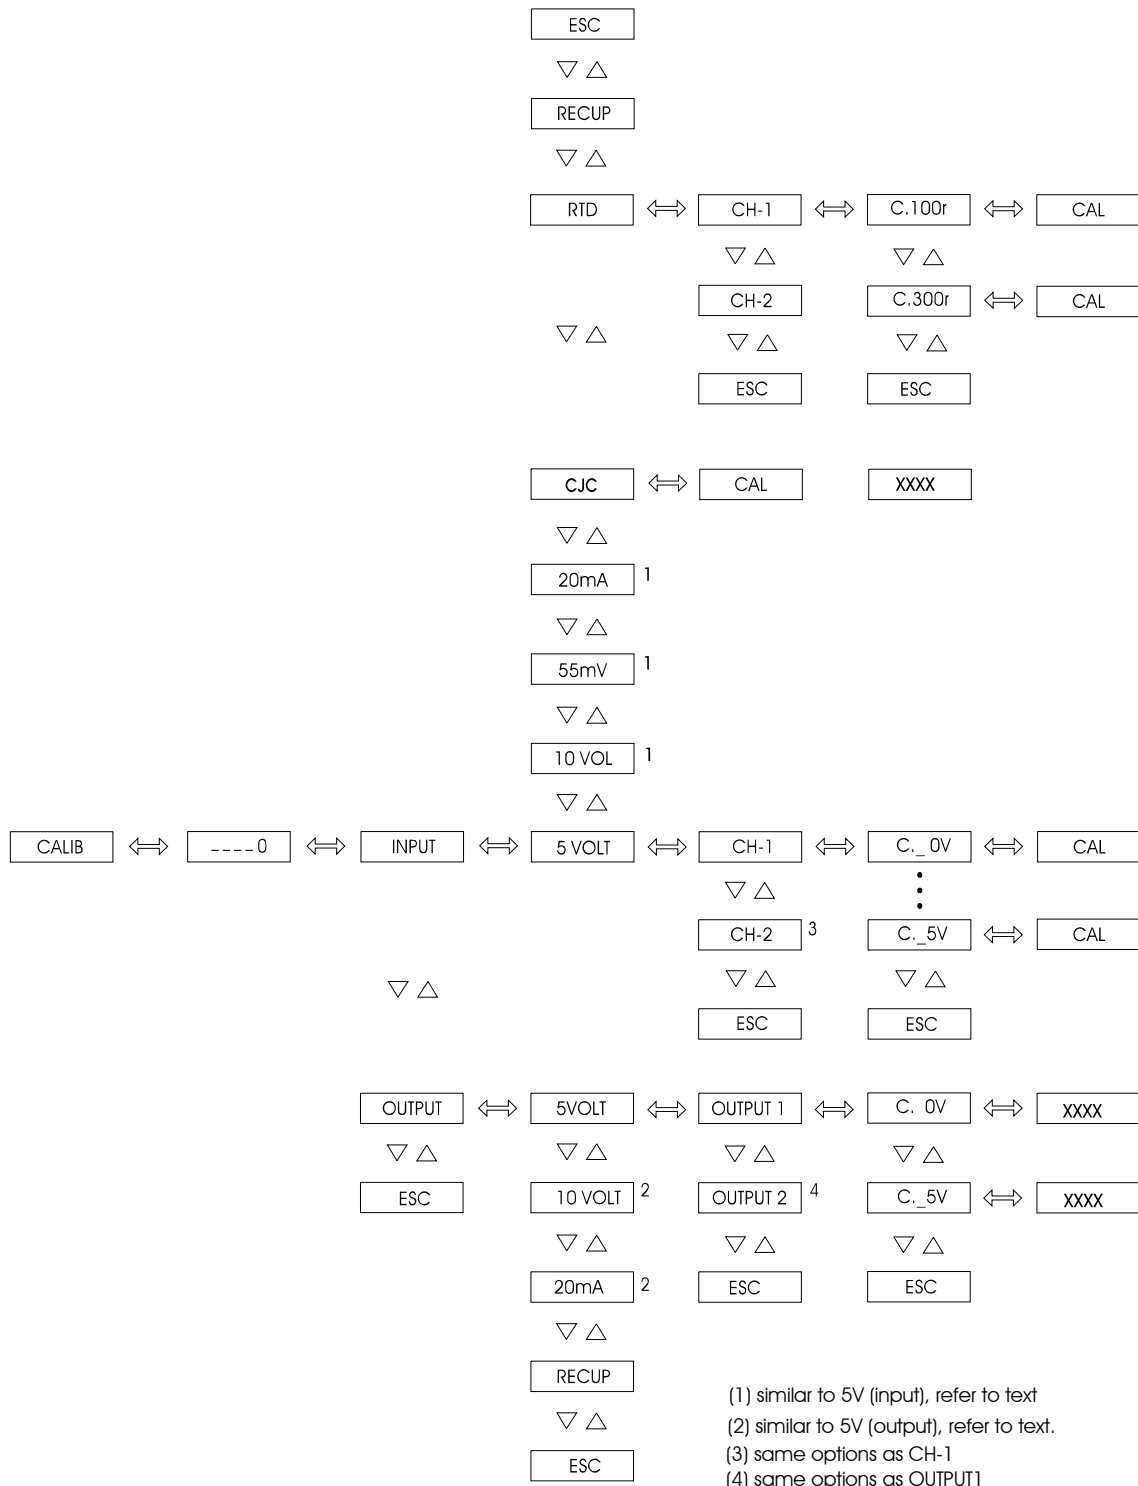 ESC
RECUP
RTD CH-1 C.100r CAL
CH-2 C.300r CAL
ESC ESC
CJC CAL XXXX
20mA 1
55mV 1
10 VOL 1
CALIB ____0 INPUT 5 VOLT CH-1 C._ 0V CAL
CH-2 3 C._5V CAL
ESC ESC
OUTPUT 5VOLT OUTPUT 1 C. 0V XXXX
ESC 10 VOLT 2 OUTPUT 2 4 C._5V XXXX
20mA 2 ESC ESC
RECUP
(1) similar to 5V (input), refer to text
(2) similar to 5V (output), refer to text.
(3) same options as CH-1
ESC
(4) same options as OUTPUT1